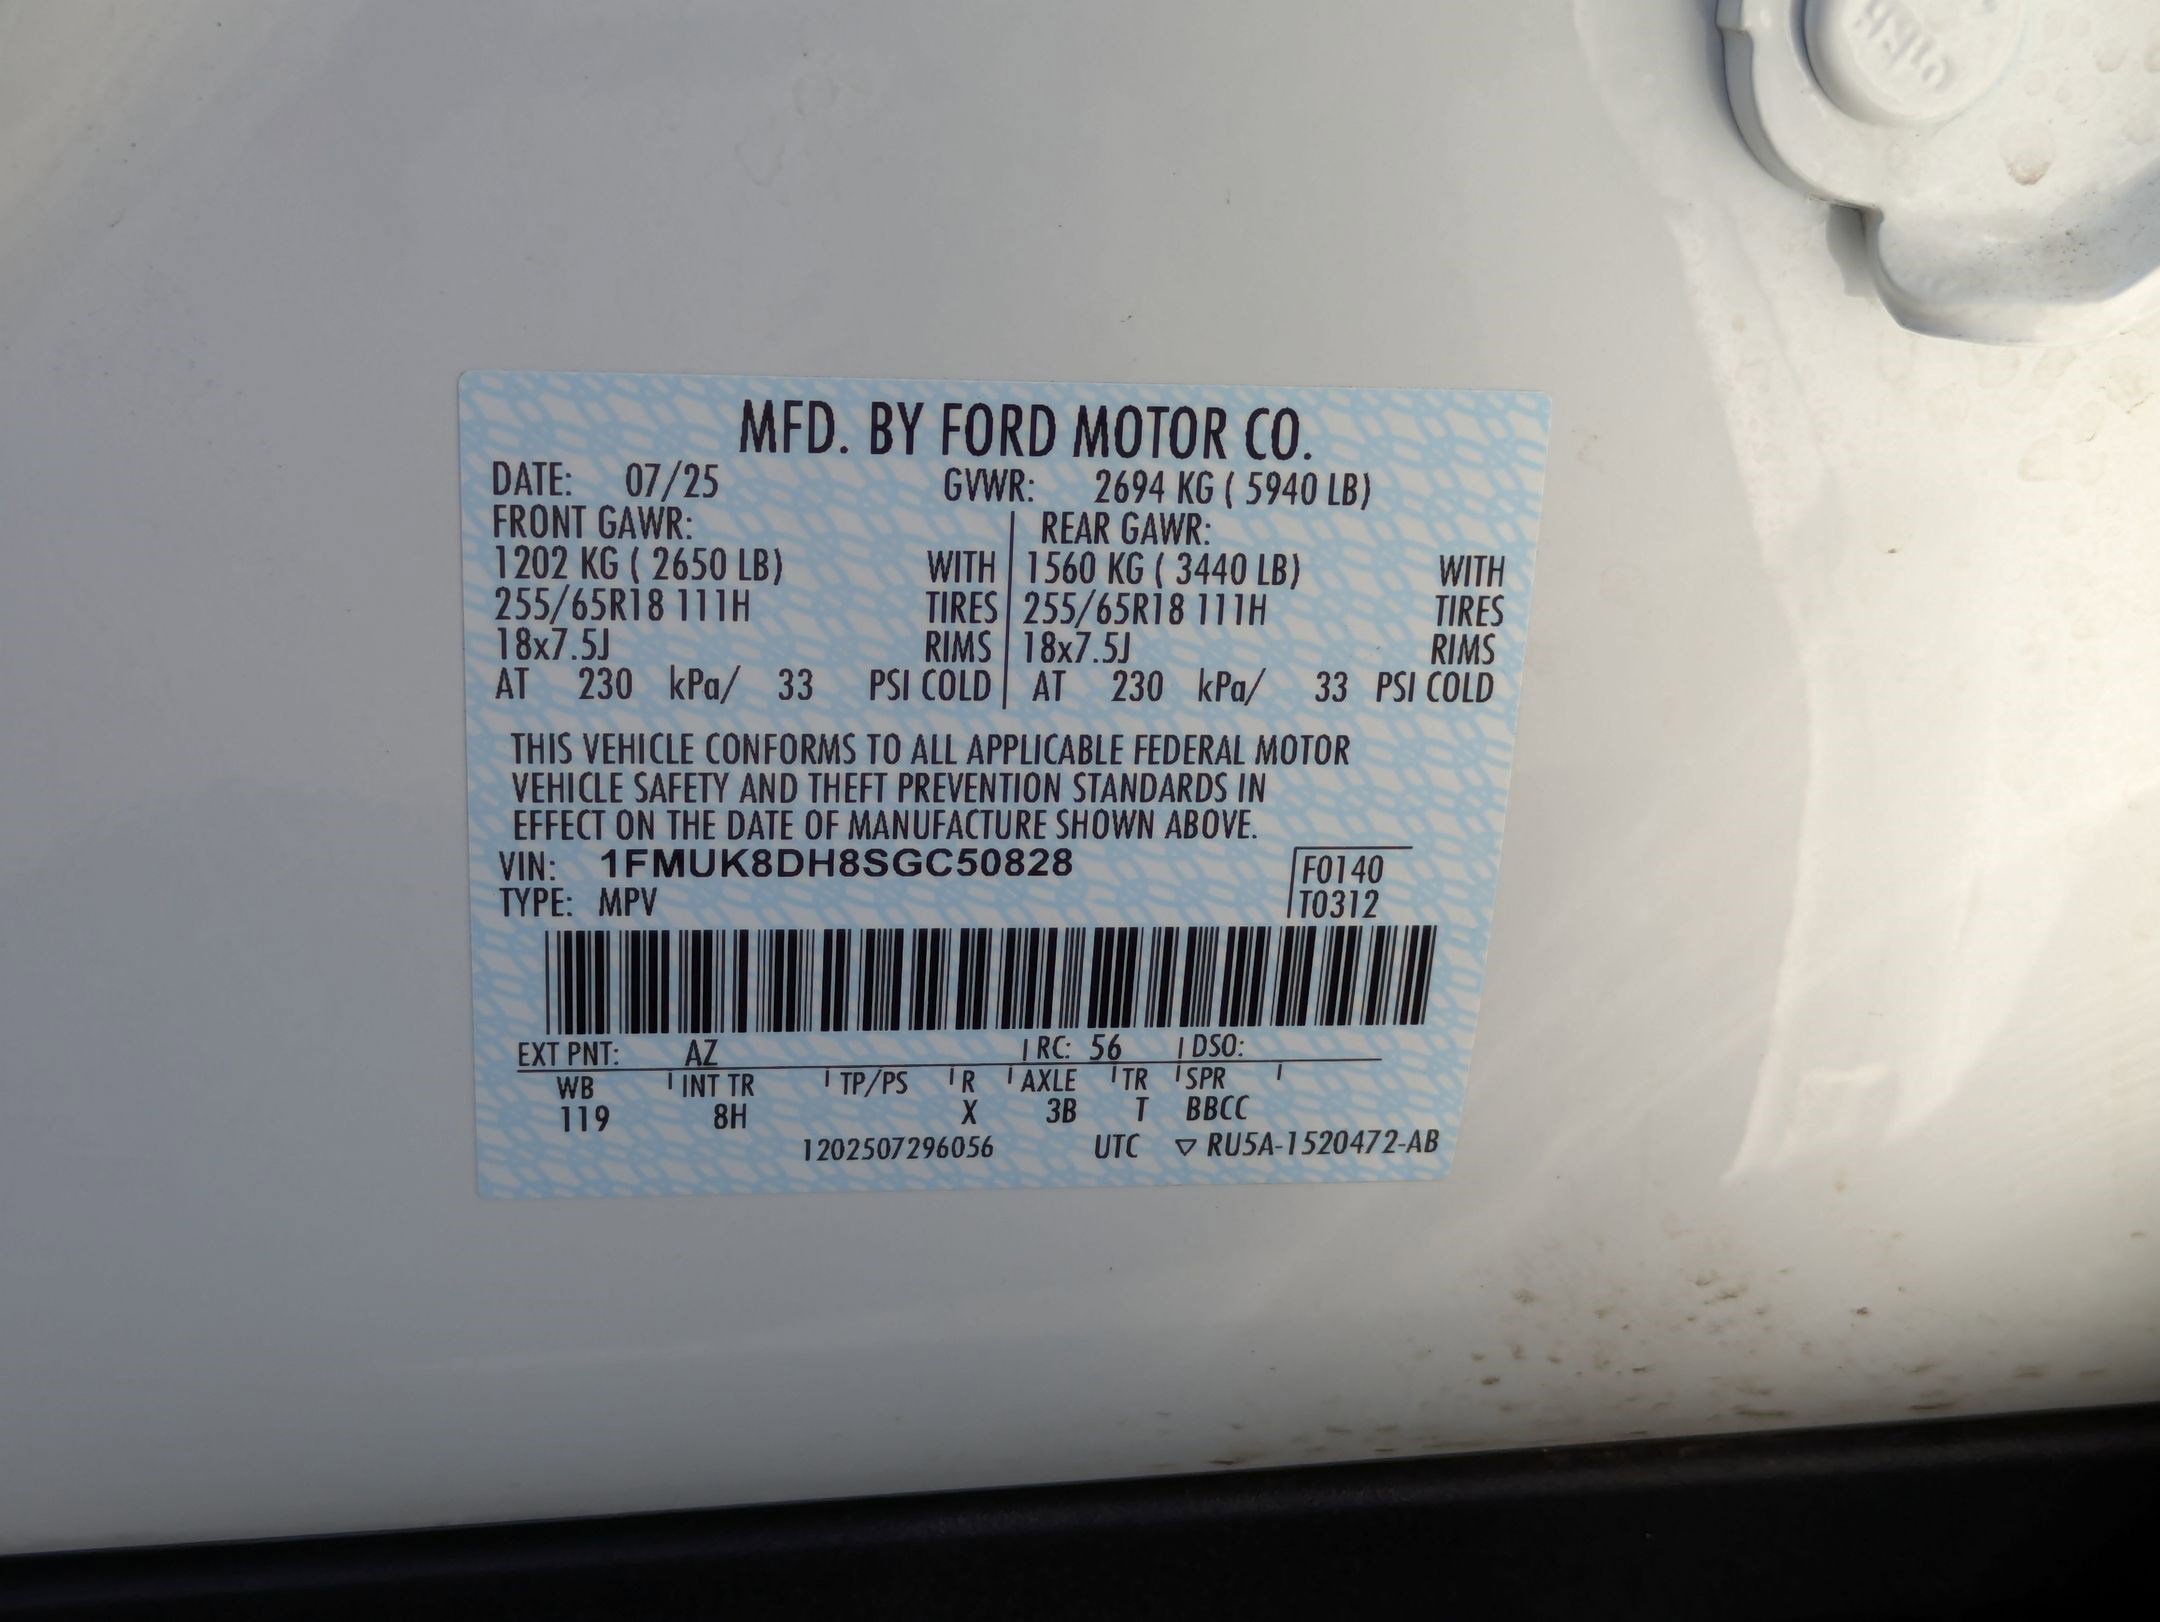 MFD. BY FORD MOTOR CO.
DATE: 07/25 GVWR: 2694 KG ( 5940 LB)
FRONT GAWR: REAR GAWR:
1202 KG ( 2650 LB) WITH 1560 KG ( 3440 LB) WITH
255/65R18 111H TIRES 255/65R18 111H TIRES
18x7.5J RIMS 18x7.5J RIMS
AT 230 kPa/ 33 PSI COLD AT 230 kPa/ 33 PSI COLD
THIS VEHICLE CONFORMS TO ALL APPLICABLE FEDERAL MOTOR
VEHICLE SAFETY AND THEFT PREVENTION STANDARDS IN
EFFECT ON THE DATE OF MANUFACTURE SHOWN ABOVE.
VIN: 1FMUK8DH8SGC50828 F0140
TYPE: MPV T0312
EXT PNT: AZ RC: 56 DSO:
WB INT TR TP/PS R AXLE TR SPR
119 8H X 3B T BBCC
1202507296056 UTC ▽ RU5A-1520472-AB